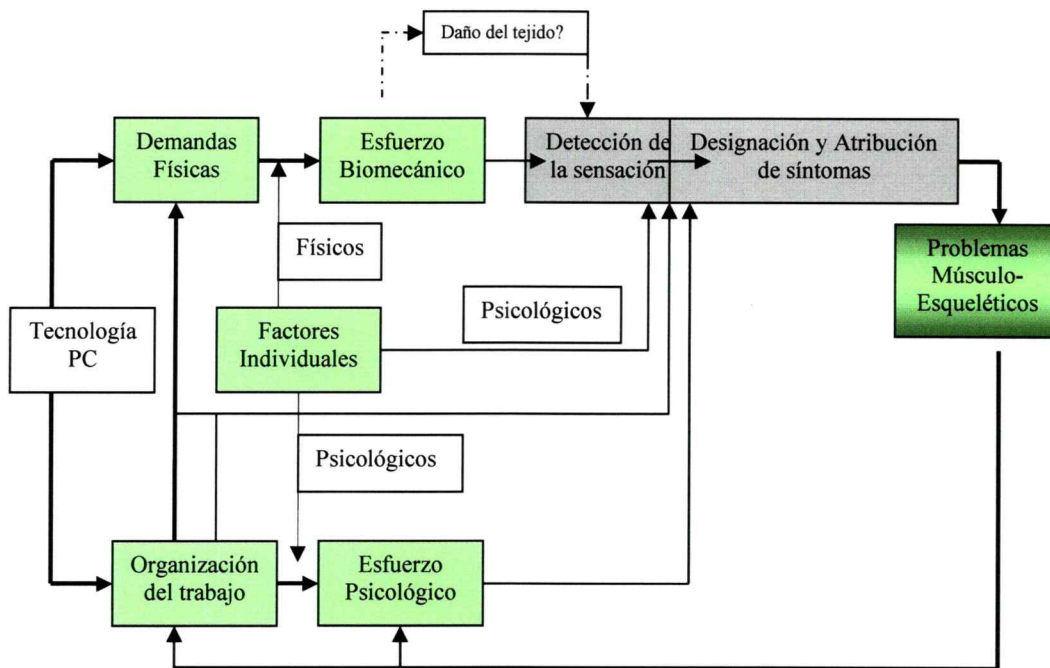 Daño del tejido?
Demandas
Físicas
Esfuerzo
Biomecánico
Detección de
la sensación
Designación y Atribución
de síntomas
Físicos
Problemas
Músculo-
Esqueléticos
Psicológicos
Tecnología
PC
Factores
Individuales
Psicológicos
Organización
del trabajo
Esfuerzo
Psicológico